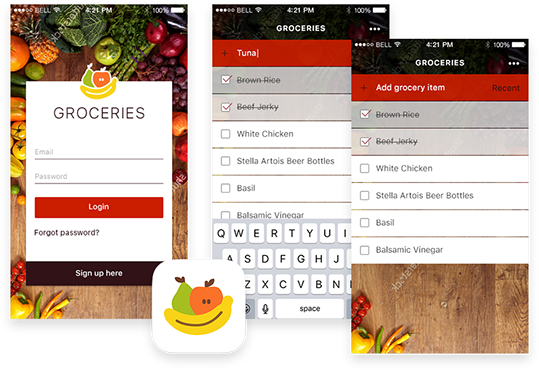 BELL 4:21 PM 100%
GROCERIES
Email
Password
Login
Forgot password?
Sign up here
BELL 4:21 PM 100%
GROCERIES
+ Tuna
Brown Rice
Beef Jerky
White Chicken
Stella Artois Beer Bottles
Basil
Balsamic Vinegar
Q W E R T Y U I
A S D F G H J
Z X C V B N
space
BELL 4:21 PM 100%
GROCERIES
+ Add grocery item Recent
Brown Rice
Beef Jerky
White Chicken
Stella Artois Beer Bottles
Basil
Balsamic Vinegar